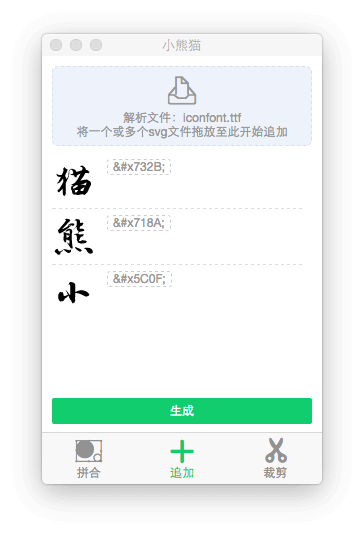 小熊猫
解析文件：iconfont.ttf
将一个或多个svg文件拖放至此开始追加
猫 &#x732B;
熊 &#x718A;
小 &#x5C0F;
生成
拼合 追加 裁剪